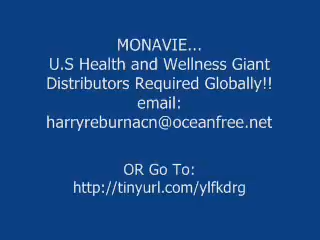 MONAVIE...
U.S Health and Wellness Giant
Distributors Required Globally!!
email:
harryreburnacn@oceanfree.net
OR Go To:
http://tinyurl.com/ylfkdrg